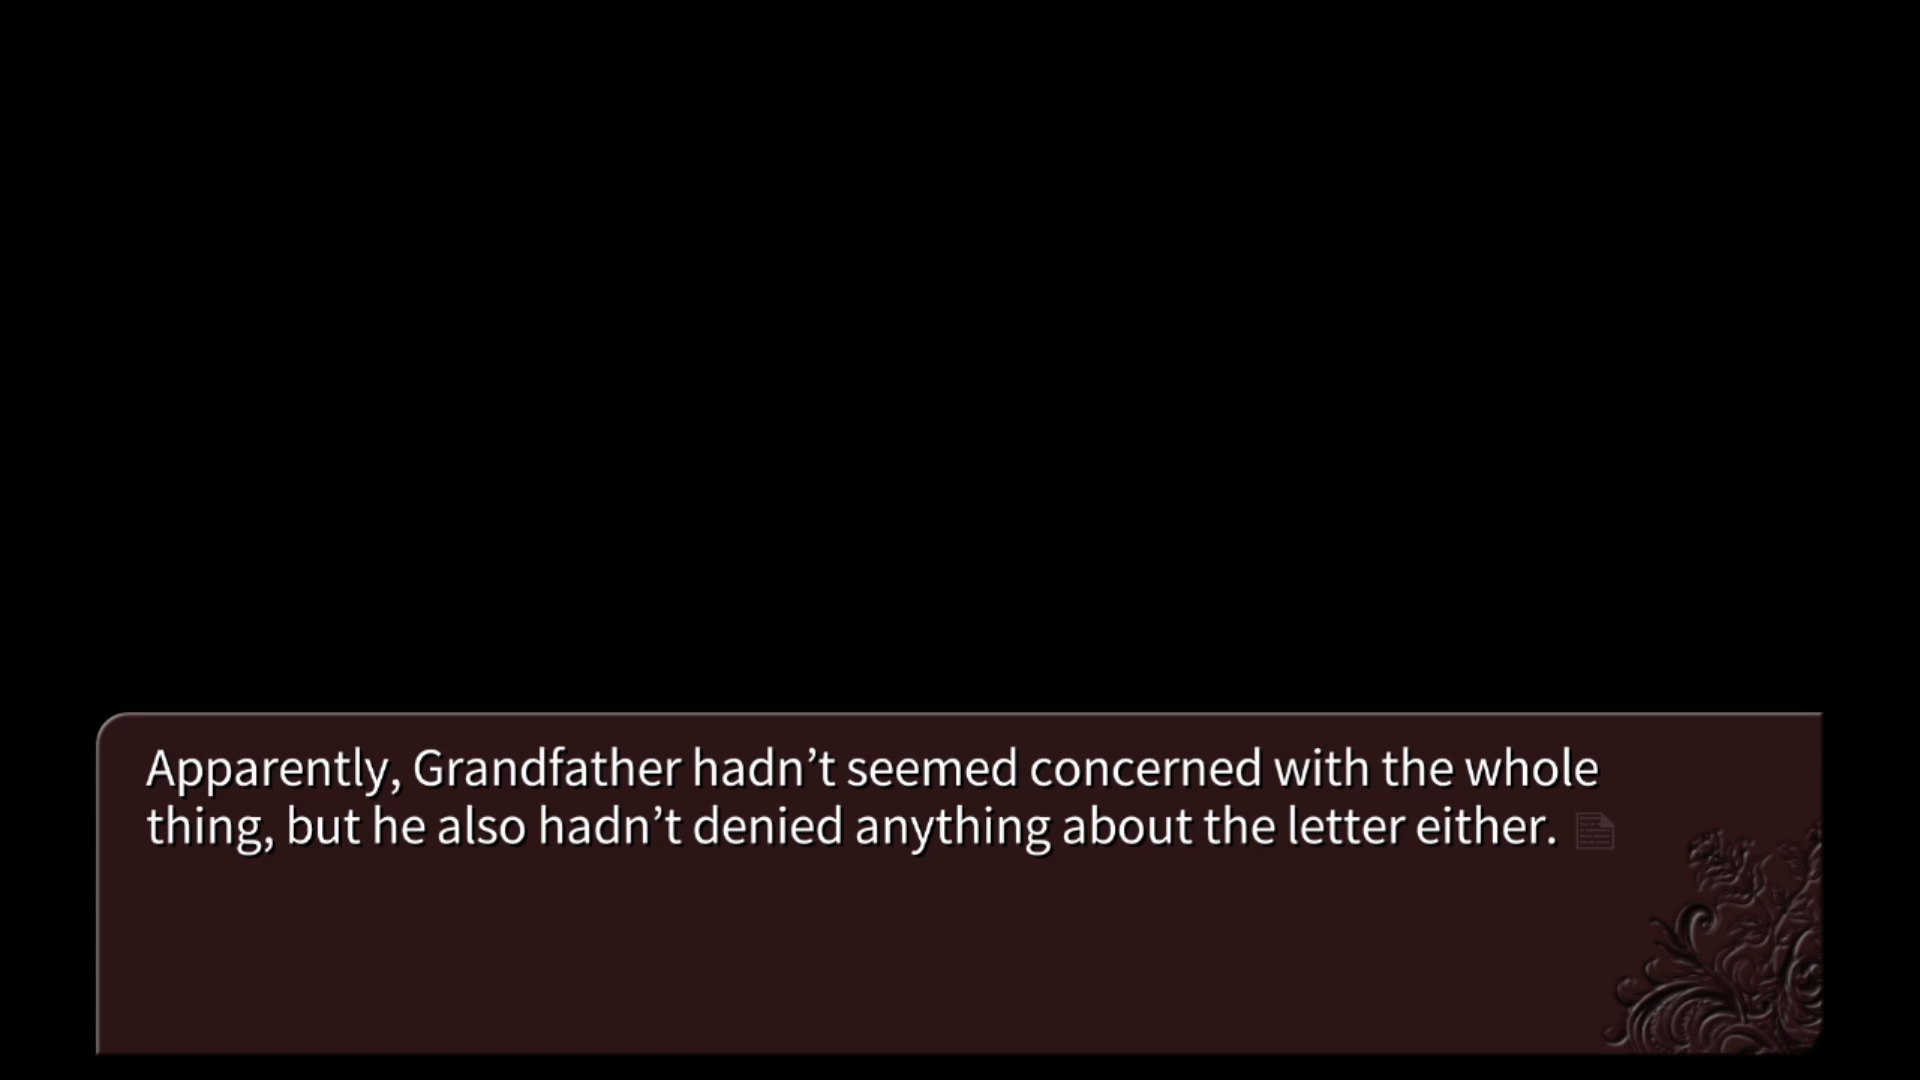 Apparently, Grandfather hadn’t seemed concerned with the whole
thing, but he also hadn’t denied anything about the letter either.